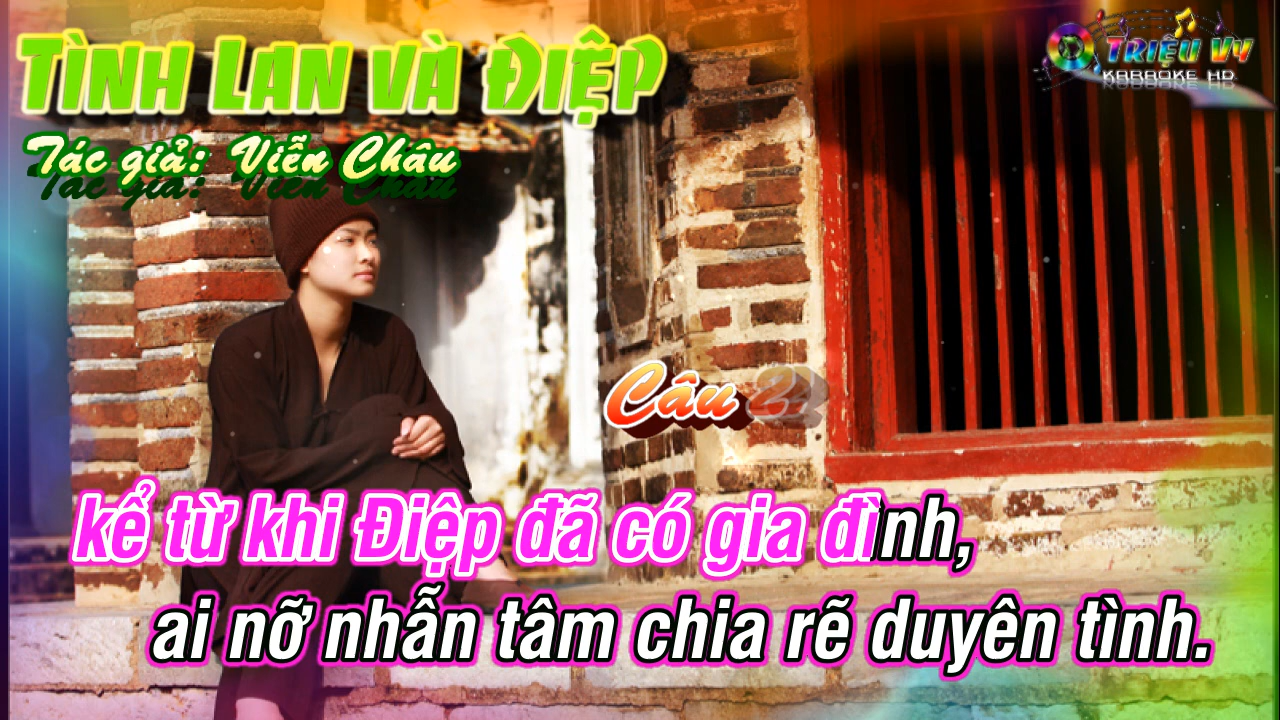 TÌNH LAN VÀ ĐIỆP
TRIỆU VY
KARAOKE HD
Tác giả: Viễn Châu
Câu 2
kể từ khi Điệp đã có gia đình,
ai nỡ nhẫn tâm chia rẽ duyên tình.